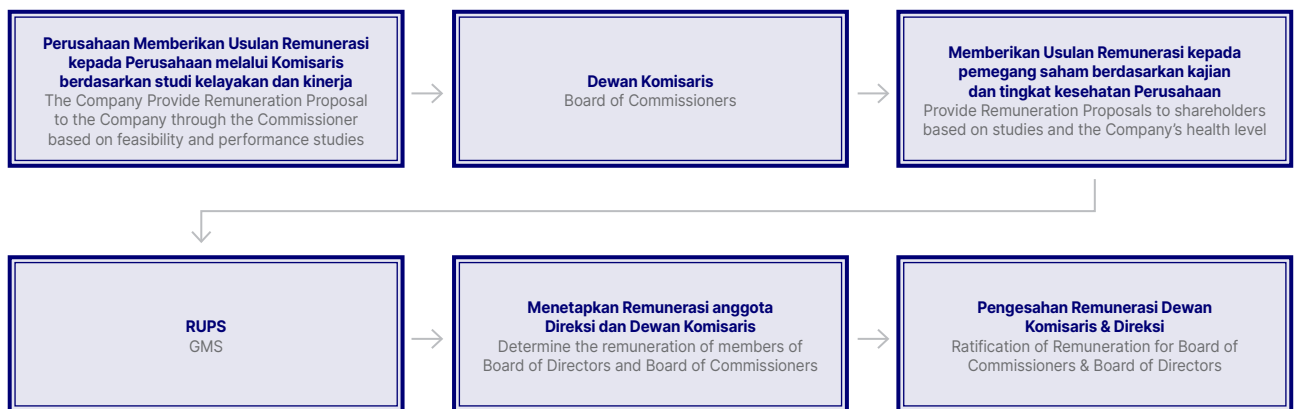 Perusahaan Memberikan Usulan Remunerasi
kepada Perusahaan melalui Komisaris
berdasarkan studi kelayakan dan kinerja
The Company Provide Remuneration Proposal
to the Company through the Commissioner
based on feasibility and performance studies
Dewan Komisaris
Board of Commissioners
Memberikan Usulan Remunerasi kepada
pemegang saham berdasarkan kajian
dan tingkat kesehatan Perusahaan
Provide Remuneration Proposals to shareholders
based on studies and the Company's health level
RUPS
GMS
Menetapkan Remunerasi anggota
Direksi dan Dewan Komisaris
Determine the remuneration of members of
Board of Directors and Board of Commissioners
Pengesahan Remunerasi Dewan
Komisaris & Direksi
Ratification of Remuneration for Board of
Commissioners & Board of Directors